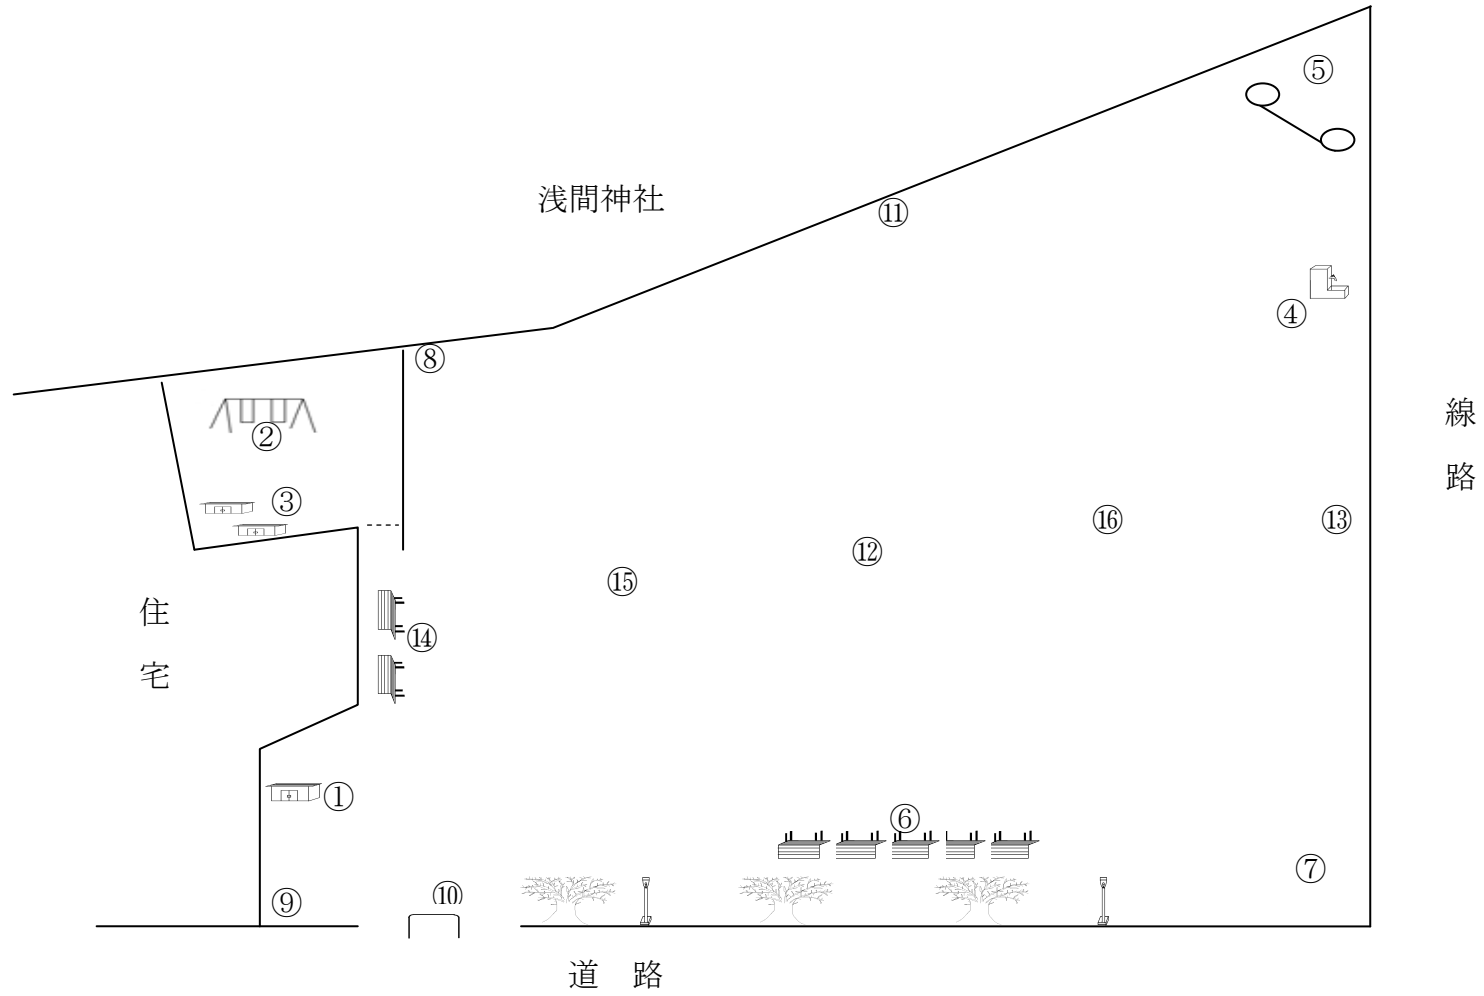 ⑤
浅間神社
⑪
④
⑧
線
路
②
③
⑯
⑬
⑫
⑮
住
宅
⑭
①
⑥
⑦
⑨
⑩
道 路